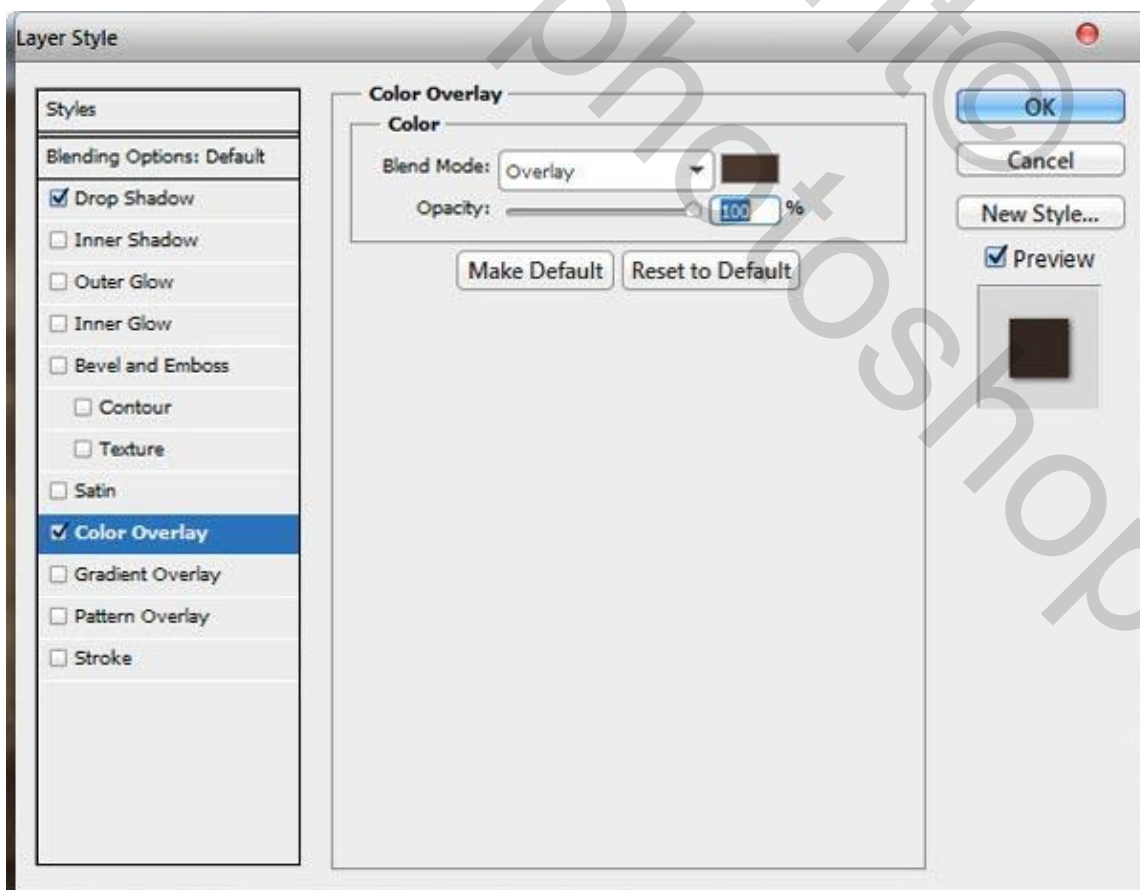 Layer Style
Styles
Blending Options: Default
Drop Shadow
Inner Shadow
Outer Glow
Inner Glow
Bevel and Emboss
Contour
Texture
Satin
Color Overlay
Gradient Overlay
Pattern Overlay
Stroke
Color Overlay
Color
Blend Mode: Overlay
Opacity: 100 %
Make Default Reset to Default
OK
Cancel
New Style...
Preview
photoshop
©